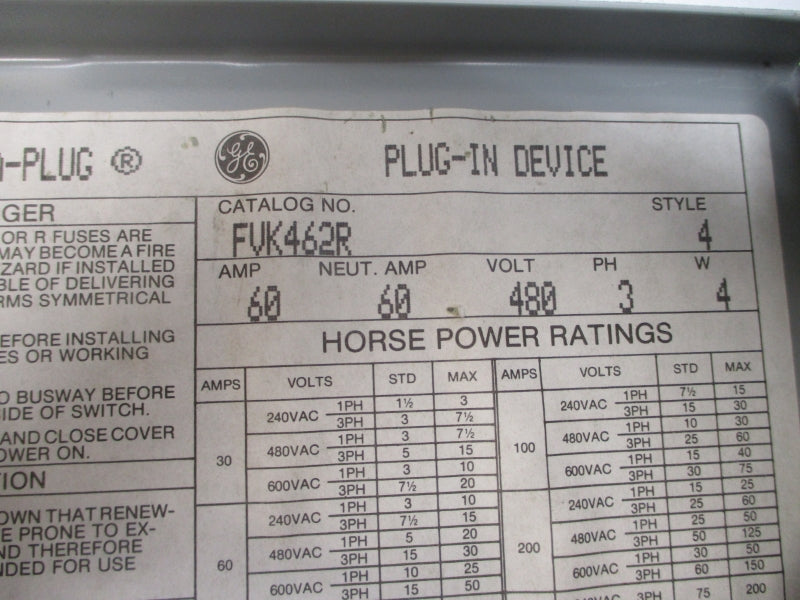 -PLUG ® GE PLUG-IN DEVICE
GER
OR R FUSES ARE
MAY BECOME A FIRE
ZARD IF INSTALLED
BLE OF DELIVERING
RMS SYMMETRICAL
EFORE INSTALLING
ES OR WORKING
O BUSWAY BEFORE
SIDE OF SWITCH.
AND CLOSE COVER
OWER ON.
TION
OWN THAT RENEW-
E PRONE TO EX-
ND THEREFORE
NDED FOR USE
CATALOG NO. STYLE
FVK462R 4
AMP NEUT. AMP VOLT PH W
60 60 480 3 4
HORSE POWER RATINGS
AMPS VOLTS STD MAX
30
240VAC 1PH 1½ 3
3PH 3 7½
480VAC 1PH 3 7½
3PH 5 15
600VAC 1PH 3 10
3PH 7½ 20
60
240VAC 1PH 3 10
3PH 7½ 15
480VAC 1PH 5 20
3PH 15 30
600VAC 1PH 10 25
3PH 15 50
AMPS VOLTS STD MAX
100
240VAC 1PH 7½ 15
3PH 15 30
480VAC 1PH 10 30
3PH 25 60
600VAC 1PH 15 40
3PH 30 75
200
240VAC 1PH 15 25
3PH 25 60
480VAC 1PH 25 50
3PH 50 125
600VAC 1PH 30 50
3PH 60 150
240VAC 3PH 75 200